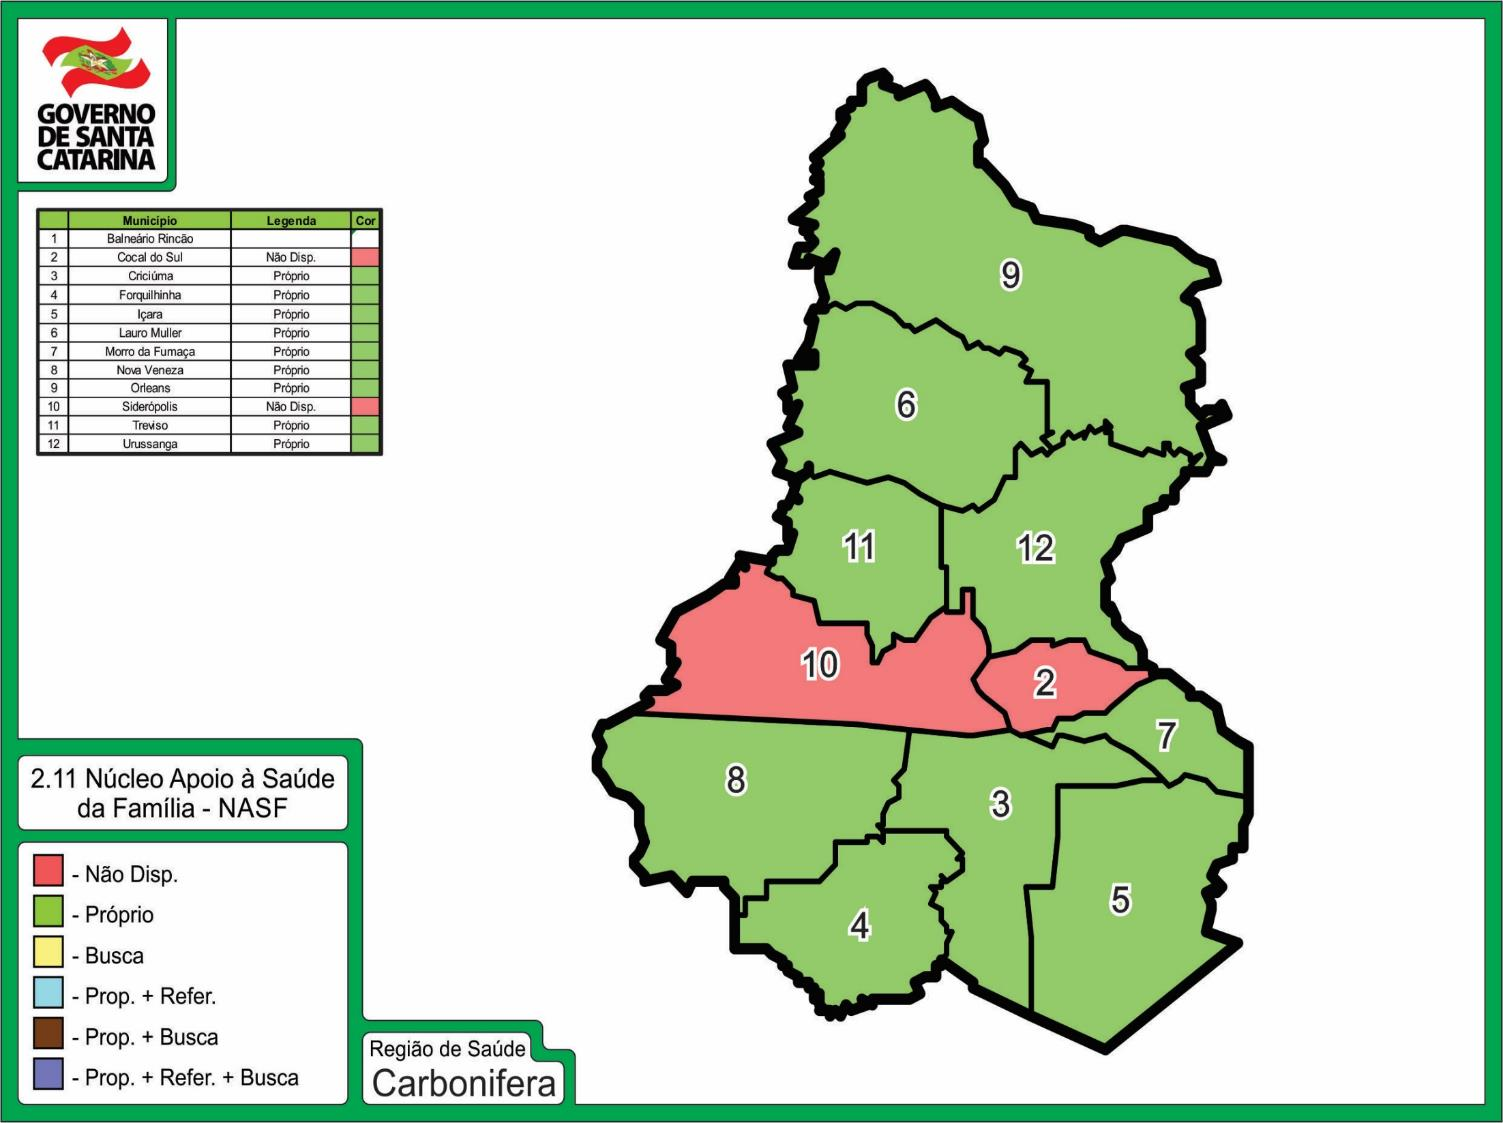 GOVERNO
DE SANTA
CATARINA
Município Legenda Cor
1 Balneário Rincão
2 Cocal do Sul Não Disp.
3 Criciúma Próprio
4 Forquilhinha Próprio
5 Içara Próprio
6 Lauro Muller Próprio
7 Morro da Fumaça Próprio
8 Nova Veneza Próprio
9 Orleans Próprio
10 Siderópolis Não Disp.
11 Treviso Próprio
12 Urussanga Próprio
9
6
11
12
10
2
7
8
3
5
4
2.11 Núcleo Apoio à Saúde
da Família - NASF
- Não Disp.
- Próprio
- Busca
- Prop. + Refer.
- Prop. + Busca
- Prop. + Refer. + Busca
Região de Saúde
Carbonifera